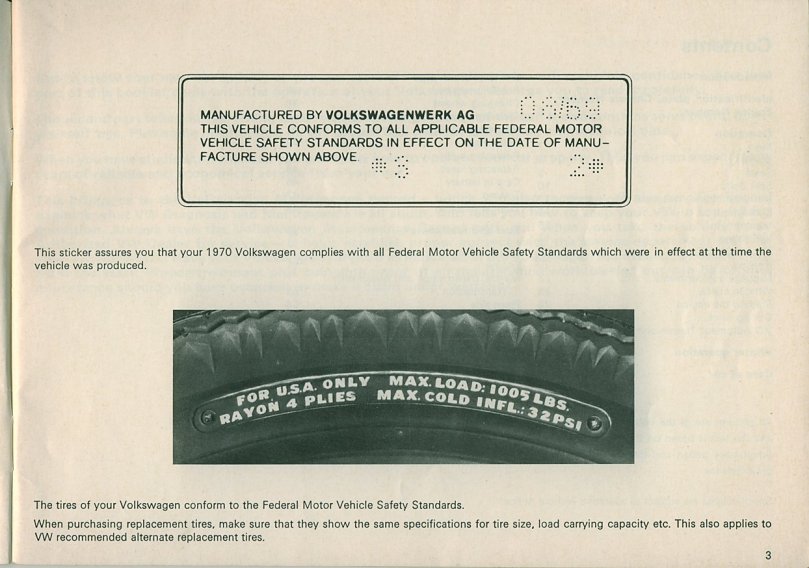 08/69
MANUFACTURED BY VOLKSWAGENWERK AG
THIS VEHICLE CONFORMS TO ALL APPLICABLE FEDERAL MOTOR
VEHICLE SAFETY STANDARDS IN EFFECT ON THE DATE OF MANU–
FACTURE SHOWN ABOVE
This sticker assures you that your 1970 Volkswagen complies with all Federal Motor Vehicle Safety Standards which were in effect at the time the
vehicle was produced.
FOR U.S.A. ONLY MAX. LOAD: 1005 LBS.
RAYON 4 PLIES MAX. COLD INFL.: 32 PSI
The tires of your Volkswagen conform to the Federal Motor Vehicle Safety Standards.
When purchasing replacement tires, make sure that they show the same specifications for tire size, load carrying capacity etc. This also applies to
VW recommended alternate replacement tires.
3